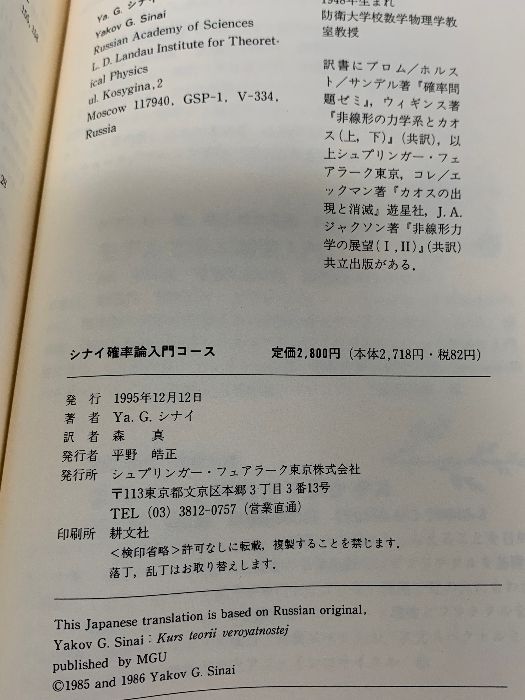 Ya. G. シナイ
Yakov G. Sinai
Russian Academy of Sciences
L. D. Landau Institute for Theoret-
ical Physics
ul. Kosygina, 2
Moscow 117940, GSP-1, V-334,
Russia
1948年生まれ
防衛大学校数学物理学教
室教授
訳書にブロム/ホルス
ト/サンデル著『確率問
題ゼミ』, ウィギンス著
『非線形の力学系とカオ
ス(上, 下)』(共訳), 以
上シュプリンガー・フェ
アラーク東京, コレ/エ
ックマン著『カオスの出
現と消滅』遊星社, J.A.
ジャクソン著『非線形力
学の展望(I, II)』(共訳)
共立出版がある.
シナイ確率論入門コース 定価2,800円 (本体2,718円・税82円)
発 行 1995年12月12日
著 者 Ya. G. シナイ
訳 者 森 真
発行者 平野 皓正
発行所 シュプリンガー・フェアラーク東京株式会社
〒113東京都文京区本郷3丁目3番13号
TEL (03) 3812-0757 (営業直通)
印刷所 耕文社
<検印省略>許可なしに転載, 複製することを禁じます.
落丁, 乱丁はお取り替えします.
This Japanese translation is based on Russian original,
Yakov G. Sinai : Kurs teorii veroyatnostej
published by MGU
©1985 and 1986 Yakov G. Sinai